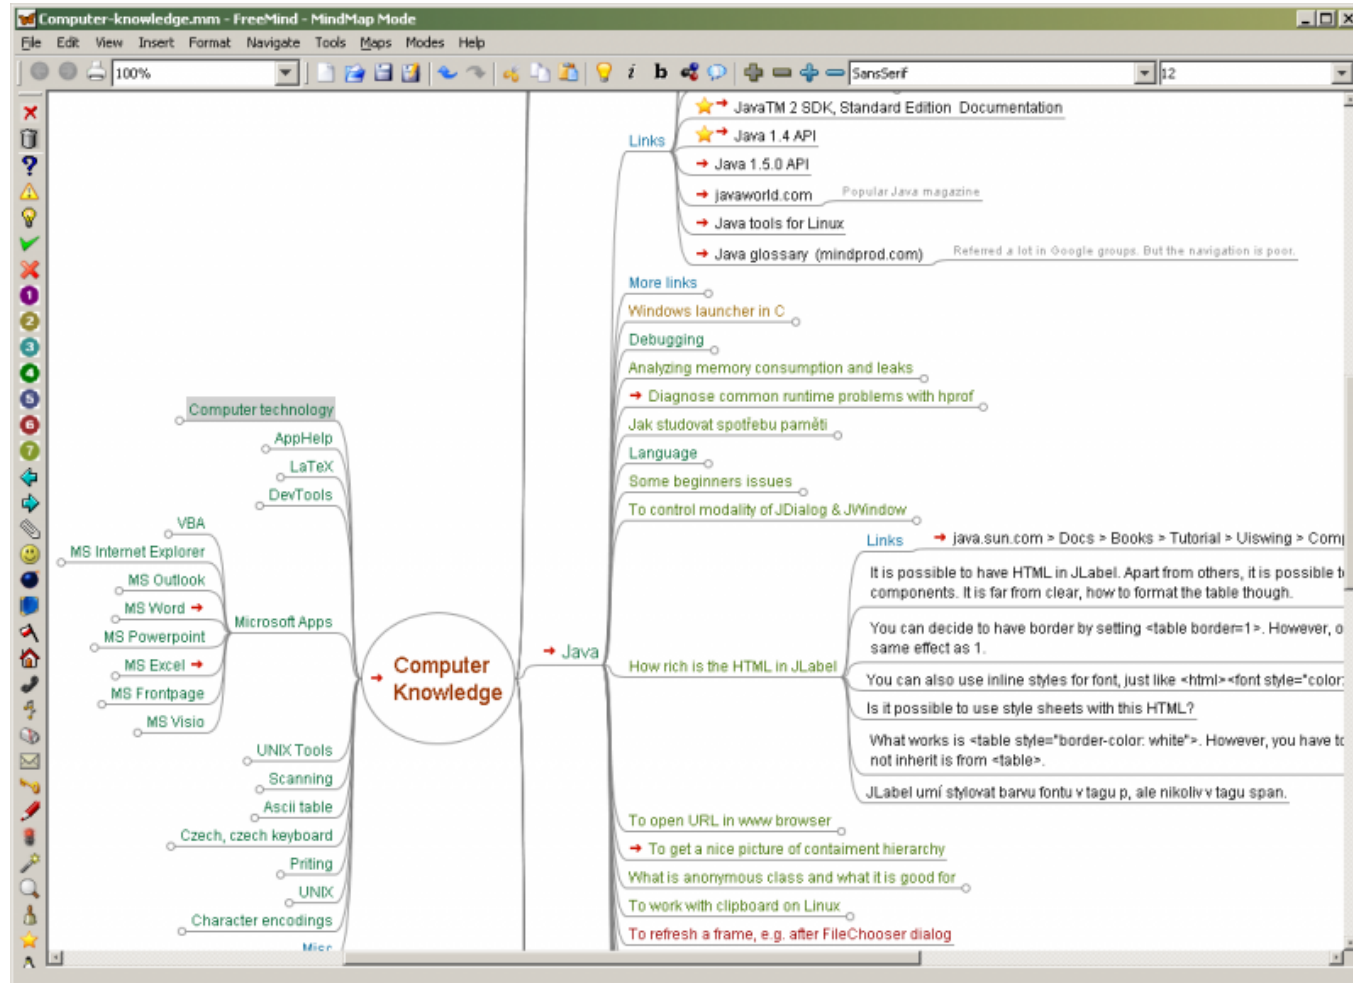 Computer-knowledge.mm - FreeMind - MindMap Mode
File Edit View Insert Format Navigate Tools Maps Modes Help
100% i b SansSerif 12
JavaTM 2 SDK, Standard Edition Documentation
Links
Java 1.4 API
Java 1.5.0 API
javaworld.com Popular Java magazine
Java tools for Linux
Java glossary (mindprod.com) Referred a lot in Google groups. But the navigation is poor.
More links
Windows launcher in C
Debugging
Analyzing memory consumption and leaks
Diagnose common runtime problems with hprof
Jak studovat spotřebu paměti
Language
Some beginners issues
To control modality of JDialog & JWindow
Links java.sun.com > Docs > Books > Tutorial > Uiswing > Comp
It is possible to have HTML in JLabel. Apart from others, it is possible t
components. It is far from clear, how to format the table though.
You can decide to have border by setting <table border=1>. However, o
same effect as 1.
How rich is the HTML in JLabel
You can also use inline styles for font, just like <html><font style="color:
Is it possible to use style sheets with this HTML?
What works is <table style="border-color: white">. However, you have to
not inherit is from <table>.
JLabel umí stylovat barvu fontu v tagu p, ale nikoliv v tagu span.
To open URL in www browser
To get a nice picture of contaiment hierarchy
What is anonymous class and what it is good for
To work with clipboard on Linux
To refresh a frame, e.g. after FileChooser dialog
Java
Computer
Knowledge
Computer technology
AppHelp
LaTeX
DevTools
VBA
MS Internet Explorer
MS Outlook
MS Word
Microsoft Apps
MS Powerpoint
MS Excel
MS Frontpage
MS Visio
UNIX Tools
Scanning
Ascii table
Czech, czech keyboard
Priting
UNIX
Character encodings
Misc
?
1
2
3
4
5
6
7